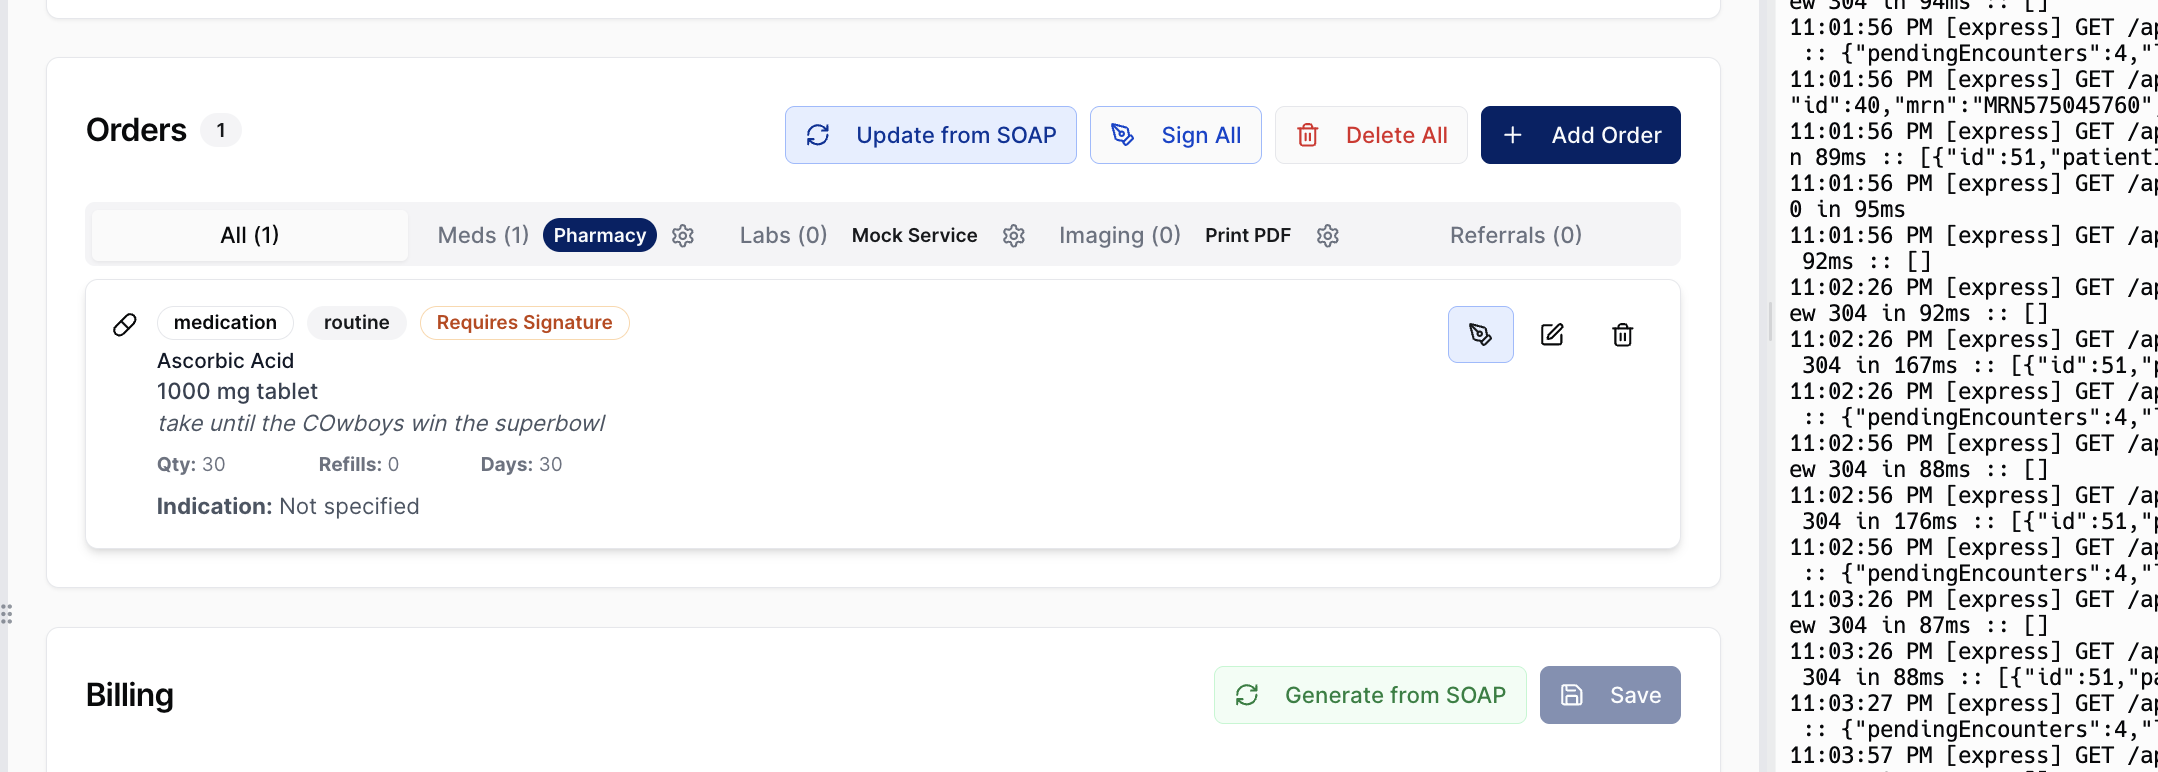 Orders 1
Update from SOAP
Sign All
Delete All
+ Add Order
All (1)
Meds (1) Pharmacy
Labs (0) Mock Service
Imaging (0) Print PDF
Referrals (0)
medication routine Requires Signature
Ascorbic Acid
1000 mg tablet
take until the COwboys win the superbowl
Qty: 30 Refills: 0 Days: 30
Indication: Not specified
Billing
Generate from SOAP
Save
ew 304 in 94ms :: []
11:01:56 PM [express] GET /ap
:: {"pendingEncounters":4,"
11:01:56 PM [express] GET /ap
"id":40,"mrn":"MRN575045760"
11:01:56 PM [express] GET /ap
n 89ms :: [{"id":51,"patientI
11:01:56 PM [express] GET /ap
0 in 95ms
11:01:56 PM [express] GET /ap
92ms :: []
11:02:26 PM [express] GET /ap
ew 304 in 92ms :: []
11:02:26 PM [express] GET /ap
304 in 167ms :: [{"id":51,"p
11:02:26 PM [express] GET /ap
:: {"pendingEncounters":4,"
11:02:56 PM [express] GET /ap
ew 304 in 88ms :: []
11:02:56 PM [express] GET /ap
304 in 176ms :: [{"id":51,"p
11:02:56 PM [express] GET /ap
:: {"pendingEncounters":4,"
11:03:26 PM [express] GET /ap
ew 304 in 87ms :: []
11:03:26 PM [express] GET /ap
304 in 88ms :: [{"id":51,"pa
11:03:27 PM [express] GET /ap
:: {"pendingEncounters":4,"
11:03:57 PM [express] GET /ap